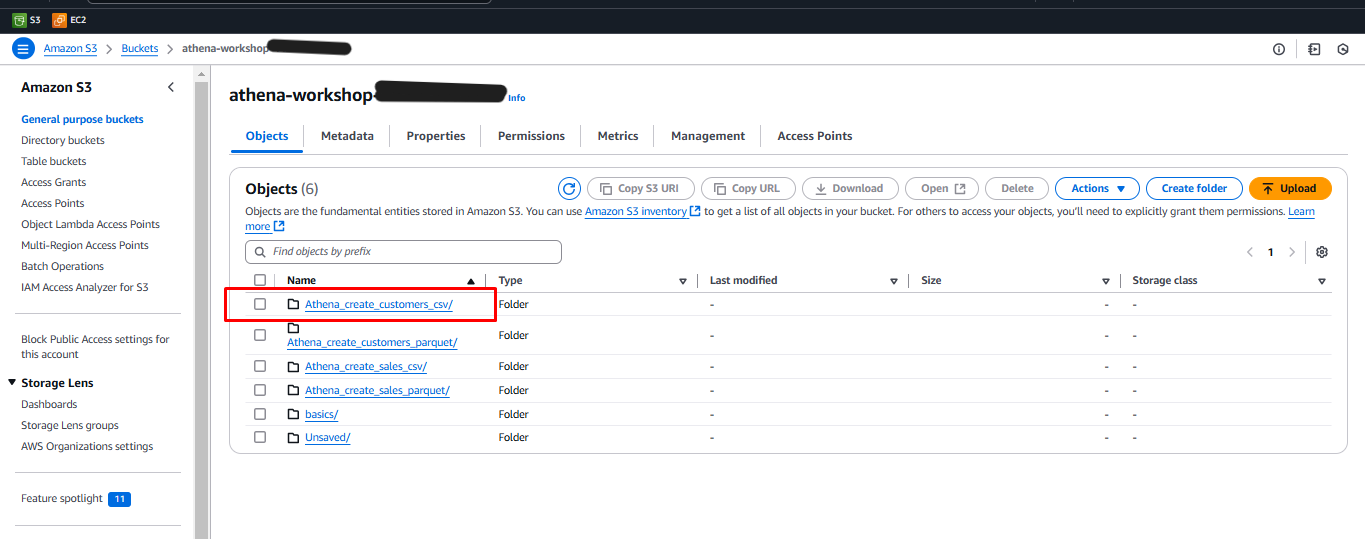 S3 EC2
Amazon S3 > Buckets > athena-workshop
Amazon S3
General purpose buckets
Directory buckets
Table buckets
Access Grants
Access Points
Object Lambda Access Points
Multi-Region Access Points
Batch Operations
IAM Access Analyzer for S3
Block Public Access settings for
this account
Storage Lens
Dashboards
Storage Lens groups
AWS Organizations settings
Feature spotlight 11
athena-workshop- Info
Objects Metadata Properties Permissions Metrics Management Access Points
Objects (6) Copy S3 URI Copy URL Download Open Delete Actions Create folder Upload
Objects are the fundamental entities stored in Amazon S3. You can use Amazon S3 inventory to get a list of all objects in your bucket. For others to access your objects, you'll need to explicitly grant them permissions. Learn
more
Find objects by prefix 1
Name Type Last modified Size Storage class
Athena_create_customers_csv/ Folder - - -
Athena_create_customers_parquet/ Folder - - -
Athena_create_sales_csv/ Folder - - -
Athena_create_sales_parquet/ Folder - - -
basics/ Folder - - -
Unsaved/ Folder - - -